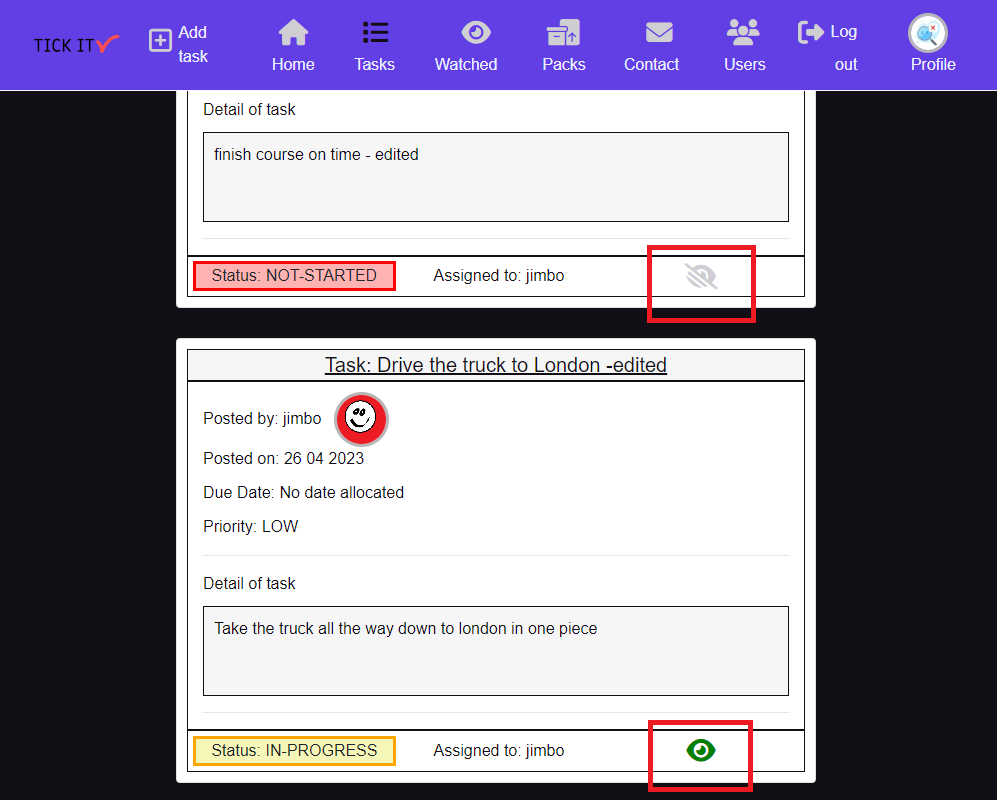 TICK IT
Add
task
Home
Tasks
Watched
Packs
Contact
Users
Log
out
Profile
Detail of task
finish course on time - edited
Status: NOT-STARTED
Assigned to: jimbo
Task: Drive the truck to London -edited
Posted by: jimbo
Posted on: 26 04 2023
Due Date: No date allocated
Priority: LOW
Detail of task
Take the truck all the way down to london in one piece
Status: IN-PROGRESS
Assigned to: jimbo